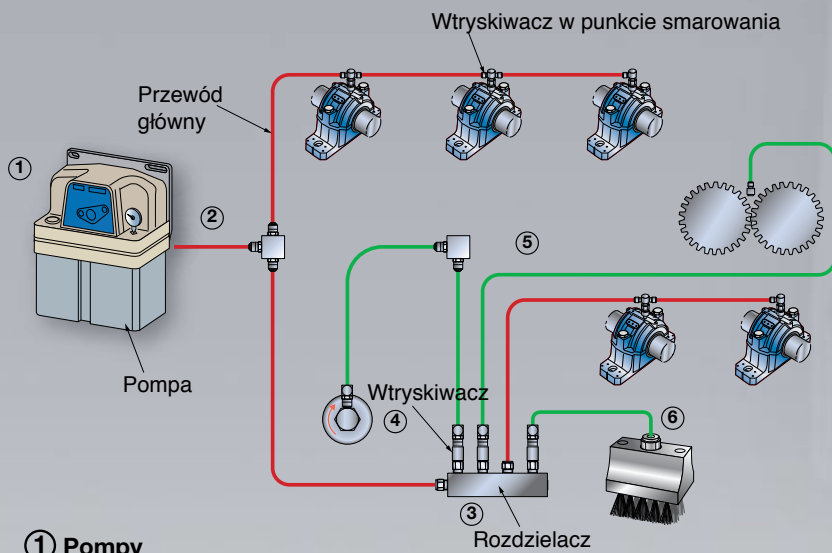 Wtryskiwacz w punkcie smarowania
Przewód
główny
1
2
5
Pompa
Wtryskiwacz
4
6
3
Rozdzielacz
1 Pompy